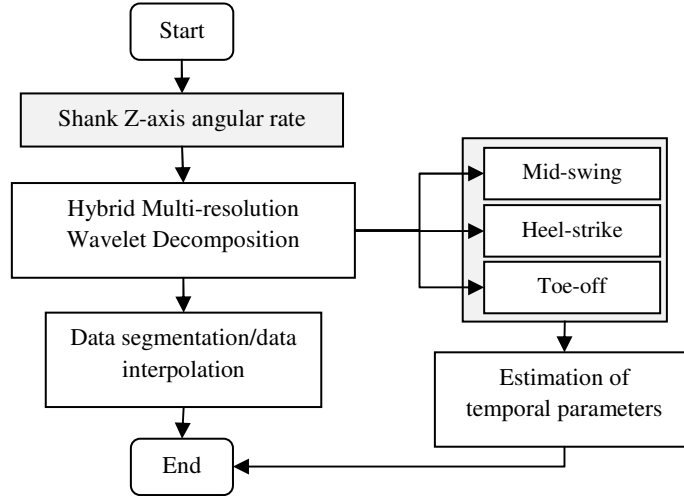 Start
Shank Z-axis angular rate
Hybrid Multi-resolution
Wavelet Decomposition
Mid-swing
Heel-strike
Toe-off
Data segmentation/data
interpolation
Estimation of
temporal parameters
End